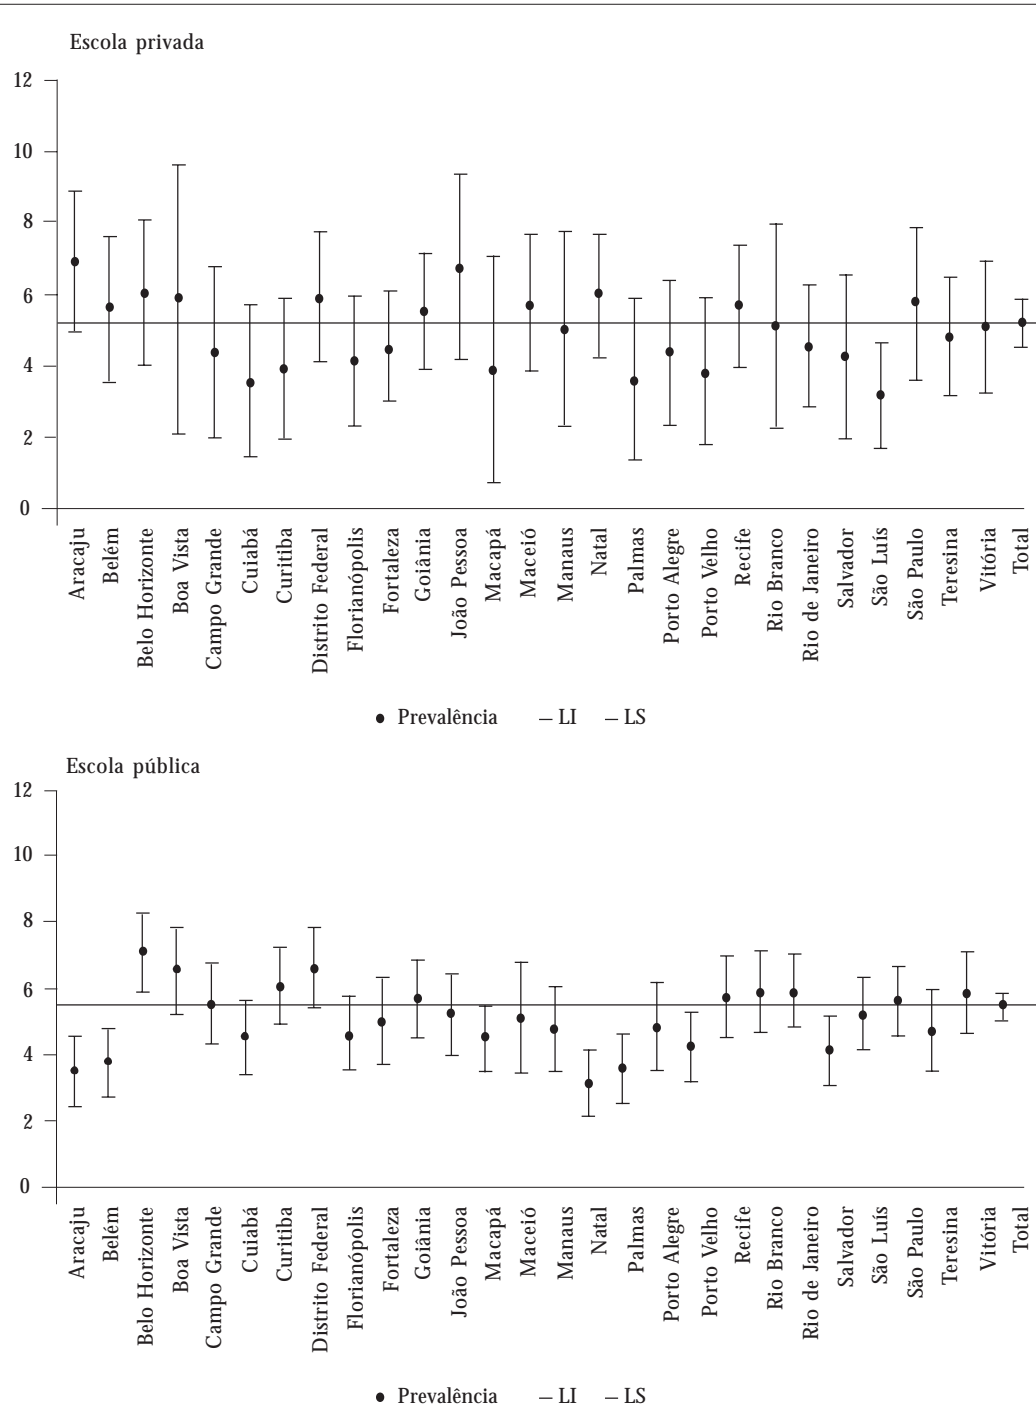 Escola privada
12
10
8
6
4
2
0
Aracaju
Belém
Belo Horizonte
Boa Vista
Campo Grande
Cuiabá
Curitiba
Distrito Federal
Florianópolis
Fortaleza
Goiânia
João Pessoa
Macapá
Maceió
Manaus
Natal
Palmas
Porto Alegre
Porto Velho
Recife
Rio Branco
Rio de Janeiro
Salvador
São Luís
São Paulo
Teresina
Vitória
Total
• Prevalência – LI – LS
Escola pública
12
10
8
6
4
2
0
Aracaju
Belém
Belo Horizonte
Boa Vista
Campo Grande
Cuiabá
Curitiba
Distrito Federal
Florianópolis
Fortaleza
Goiânia
João Pessoa
Macapá
Maceió
Manaus
Natal
Palmas
Porto Alegre
Porto Velho
Recife
Rio Branco
Rio de Janeiro
Salvador
São Luís
São Paulo
Teresina
Vitória
Total
• Prevalência – LI – LS